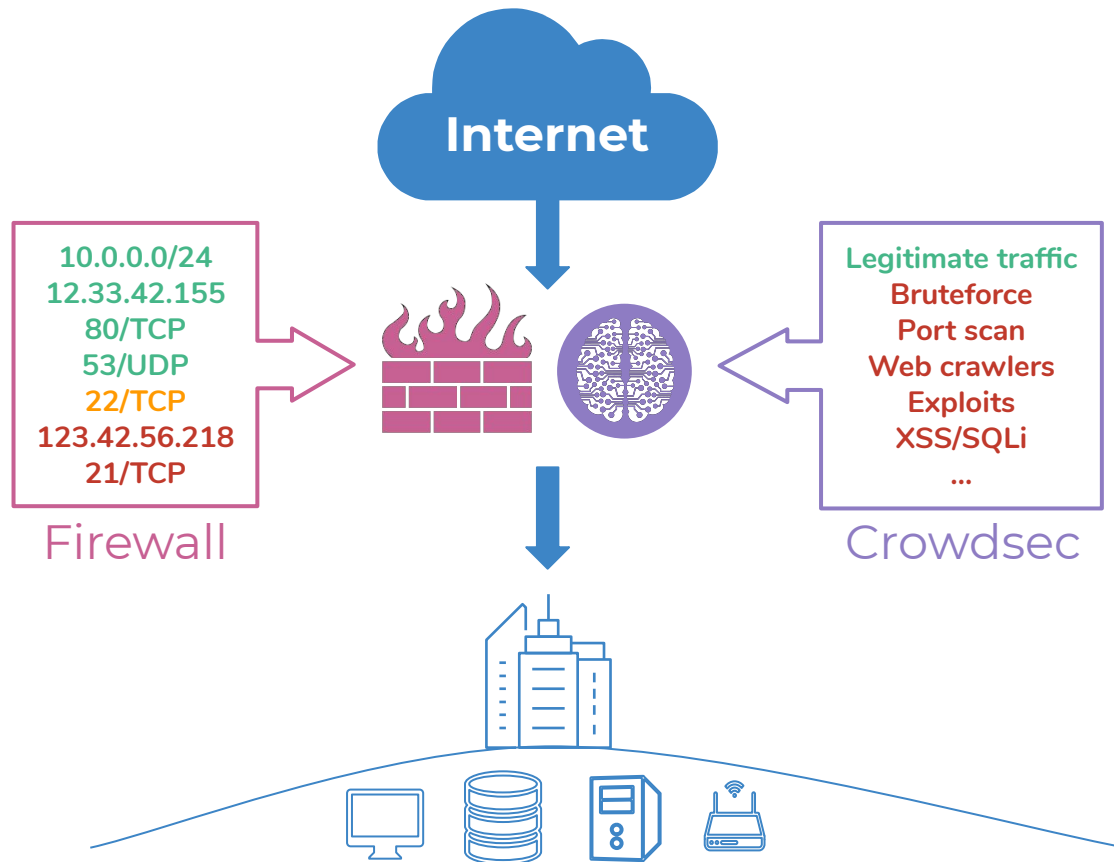 Internet
10.0.0.0/24
12.33.42.155
80/TCP
53/UDP
22/TCP
123.42.56.218
21/TCP
Firewall
Legitimate traffic
Bruteforce
Port scan
Web crawlers
Exploits
XSS/SQLi
...
Crowdsec